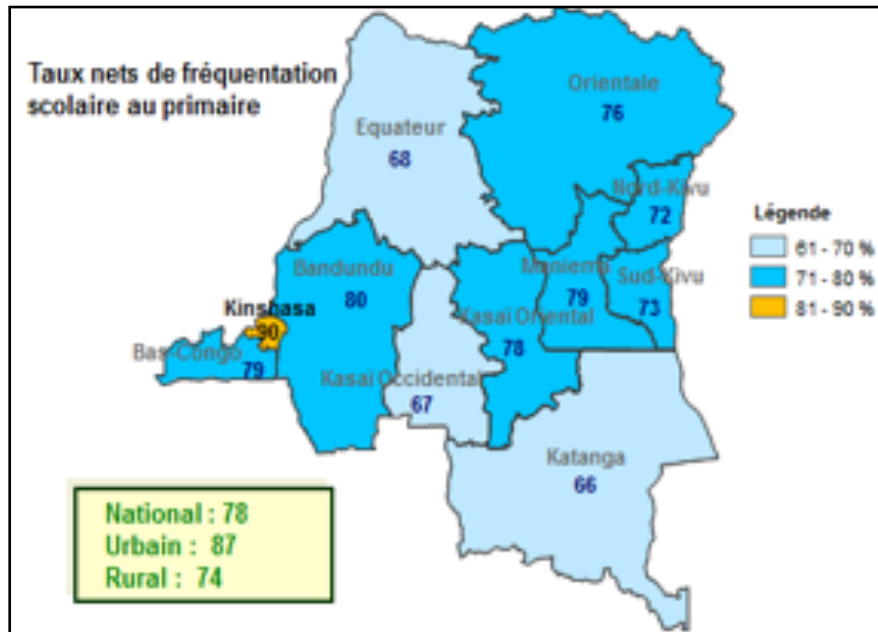 Taux nets de fréquentation
scolaire au primaire
Orientale
76
Equateur
68
Nord-Kivu
72
Légende
61 - 70 %
71 - 80 %
81 - 90 %
Bandundu
80
Maniema
79
Sud-Kivu
73
Kinshasa
90
Kasaï Oriental
78
Bas-Congo
79
Kasaï Occidental
67
Katanga
66
National : 78
Urbain : 87
Rural : 74